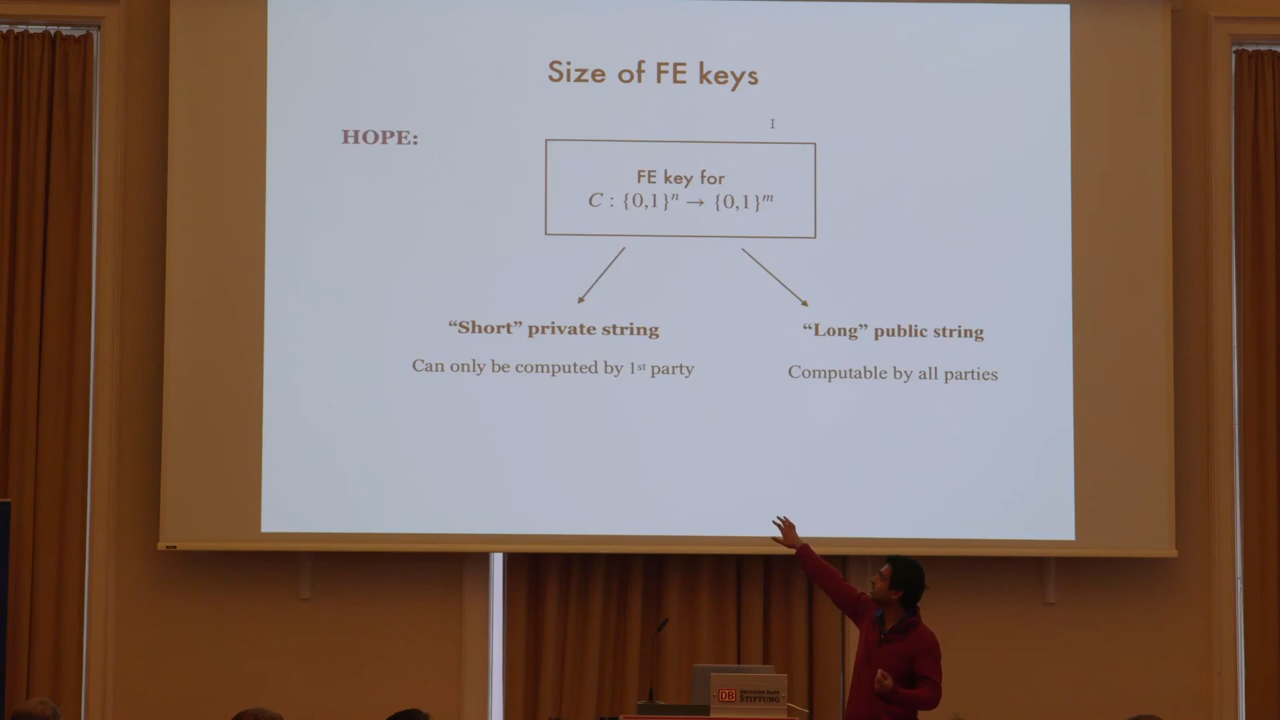 Size of FE keys
HOPE:
FE key for
C : {0,1}ⁿ → {0,1}ᵐ
“Short” private string
“Long” public string
Can only be computed by 1ˢᵗ party
Computable by all parties
DB
STIFTUNG